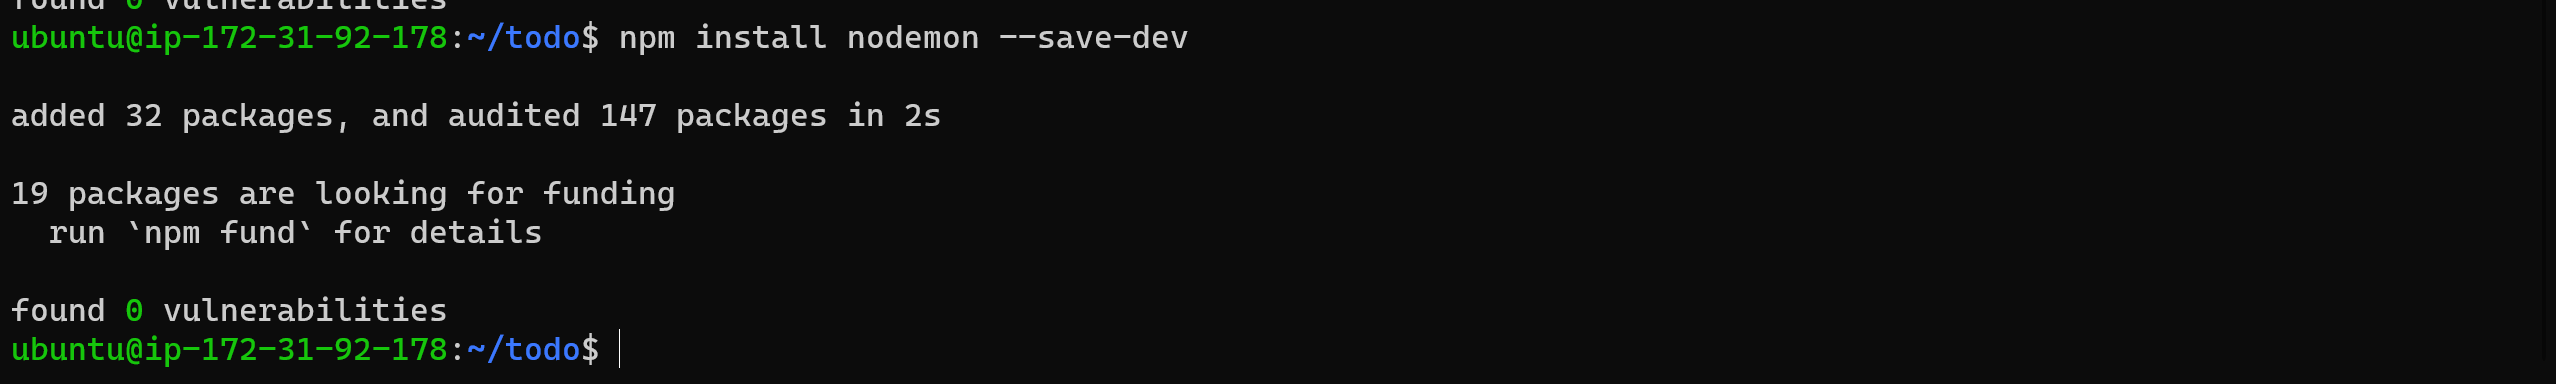 found 0 vulnerabilities
ubuntu@ip-172-31-92-178:~/todo$ npm install nodemon --save-dev
added 32 packages, and audited 147 packages in 2s
19 packages are looking for funding
  run `npm fund` for details
found 0 vulnerabilities
ubuntu@ip-172-31-92-178:~/todo$